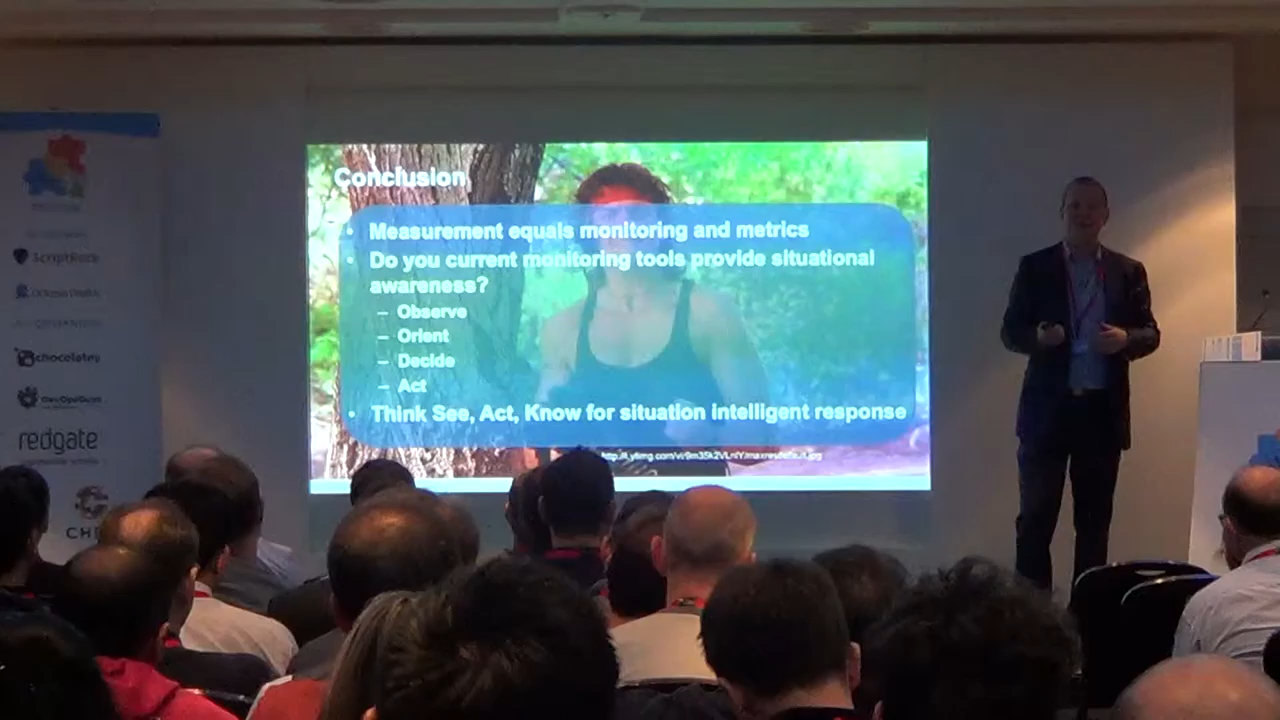 Conclusion
• Measurement equals monitoring and metrics
• Do you current monitoring tools provide situational
awareness?
– Observe
– Orient
– Decide
– Act
• Think See, Act, Know for situation intelligent response
ScriptRock
chocolatey
DevOpsGuys
redgate